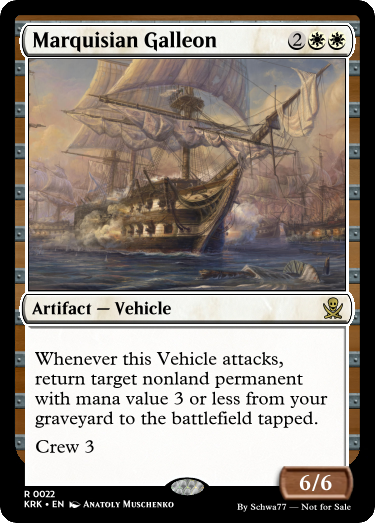 Marquisian Galleon 2
Artifact — Vehicle
Whenever this Vehicle attacks,
return target nonland permanent
with mana value 3 or less from your
graveyard to the battlefield tapped.
Crew 3
6/6
R 0022
KRK • EN Anatoly Muschenko
By Schwa77 — Not for Sale